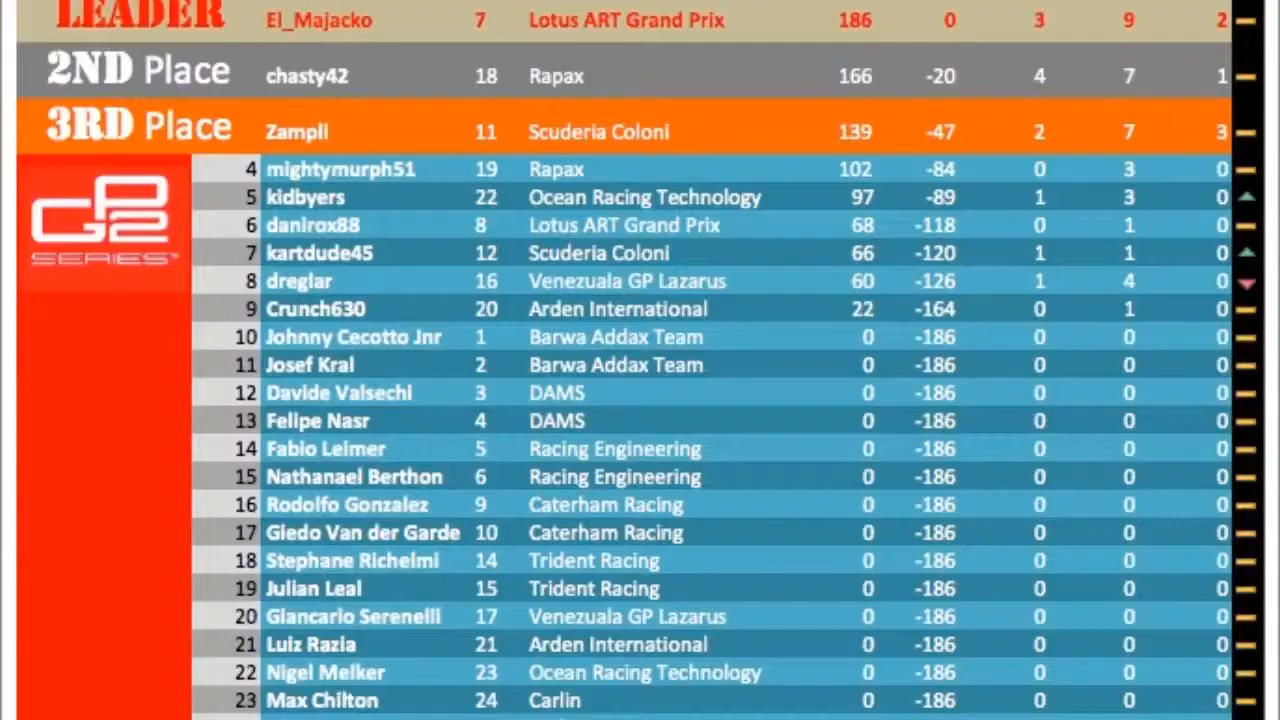 LEADER El_Majacko 7 Lotus ART Grand Prix 186 0 3 9 2
2ND Place chasty42 18 Rapax 166 -20 4 7 1
3RD Place Zampli 11 Scuderia Coloni 139 -47 2 7 3
4 mightymurph51 19 Rapax 102 -84 0 3 0
GP2 SERIES
5 kidbyers 22 Ocean Racing Technology 97 -89 1 3 0
6 danirox88 8 Lotus ART Grand Prix 68 -118 0 1 0
7 kartdude45 12 Scuderia Coloni 66 -120 1 1 0
8 dreglar 16 Venezuala GP Lazarus 60 -126 1 4 0
9 Crunch630 20 Arden International 22 -164 0 1 0
10 Johnny Cecotto Jnr 1 Barwa Addax Team 0 -186 0 0 0
11 Josef Kral 2 Barwa Addax Team 0 -186 0 0 0
12 Davide Valsechi 3 DAMS 0 -186 0 0 0
13 Felipe Nasr 4 DAMS 0 -186 0 0 0
14 Fabio Leimer 5 Racing Engineering 0 -186 0 0 0
15 Nathanael Berthon 6 Racing Engineering 0 -186 0 0 0
16 Rodolfo Gonzalez 9 Caterham Racing 0 -186 0 0 0
17 Giedo Van der Garde 10 Caterham Racing 0 -186 0 0 0
18 Stephane Richelmi 14 Trident Racing 0 -186 0 0 0
19 Julian Leal 15 Trident Racing 0 -186 0 0 0
20 Giancarlo Serenelli 17 Venezuala GP Lazarus 0 -186 0 0 0
21 Luiz Razia 21 Arden International 0 -186 0 0 0
22 Nigel Melker 23 Ocean Racing Technology 0 -186 0 0 0
23 Max Chilton 24 Carlin 0 -186 0 0 0